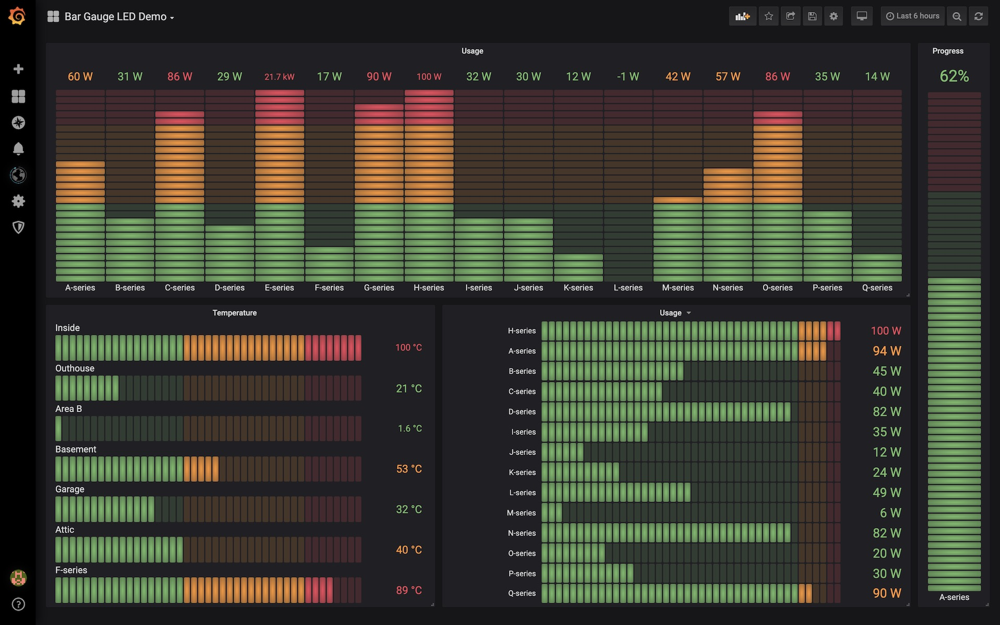 Bar Gauge LED Demo
Last 6 hours
Usage
60 W 31 W 86 W 29 W 21.7 kW 17 W 90 W 100 W 32 W 30 W 12 W -1 W 42 W 57 W 86 W 35 W 14 W
A-series B-series C-series D-series E-series F-series G-series H-series I-series J-series K-series L-series M-series N-series O-series P-series Q-series
Progress
62%
A-series
Temperature
Inside
100 °C
Outhouse
21 °C
Area B
1.6 °C
Basement
53 °C
Garage
32 °C
Attic
40 °C
F-series
89 °C
Usage
H-series 100 W
A-series 94 W
B-series 45 W
C-series 40 W
D-series 82 W
I-series 35 W
J-series 12 W
K-series 24 W
L-series 49 W
M-series 6 W
N-series 82 W
O-series 20 W
P-series 30 W
Q-series 90 W